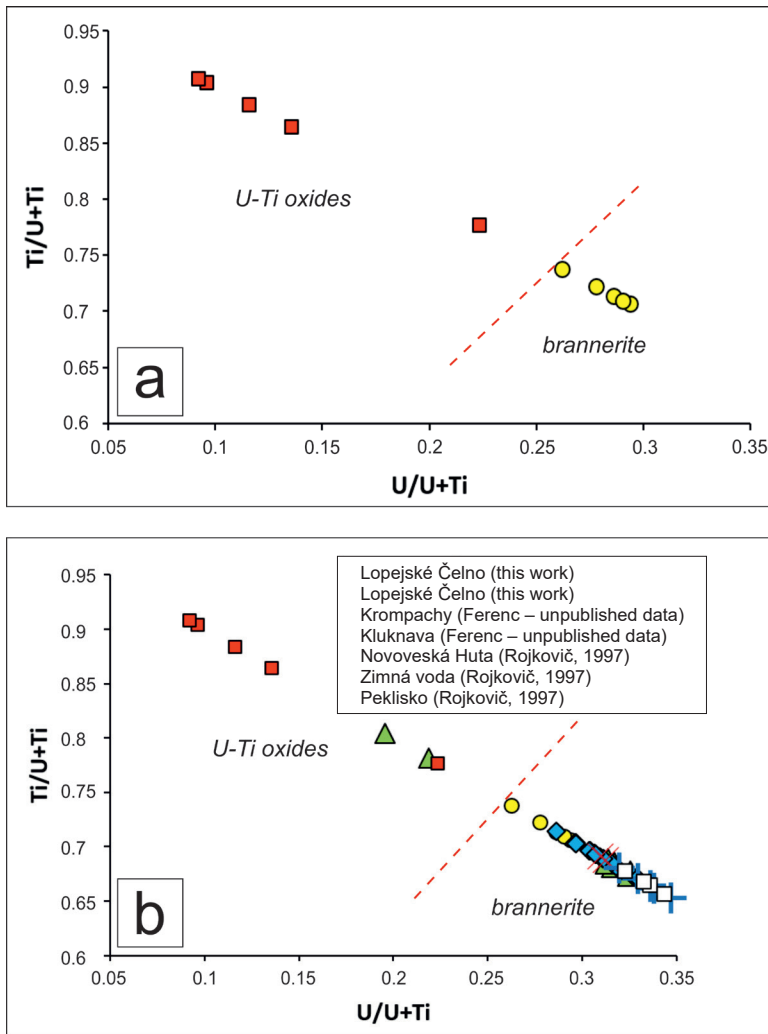 0.95
0.9
0.85
0.8
0.75
0.7
0.65
0.6
Ti/U+Ti
U-Ti oxides
brannerite
a
0.05
0.1
0.15
0.2
0.25
0.3
0.35
U/U+Ti
0.95
0.9
0.85
0.8
0.75
0.7
0.65
0.6
Ti/U+Ti
Lopejské Čelno (this work)
Lopejské Čelno (this work)
Krompachy (Ferenc – unpublished data)
Kluknava (Ferenc – unpublished data)
Novoveská Huta (Rojkovič, 1997)
Zimná voda (Rojkovič, 1997)
Peklisko (Rojkovič, 1997)
U-Ti oxides
brannerite
b
0.05
0.1
0.15
0.2
0.25
0.3
0.35
U/U+Ti